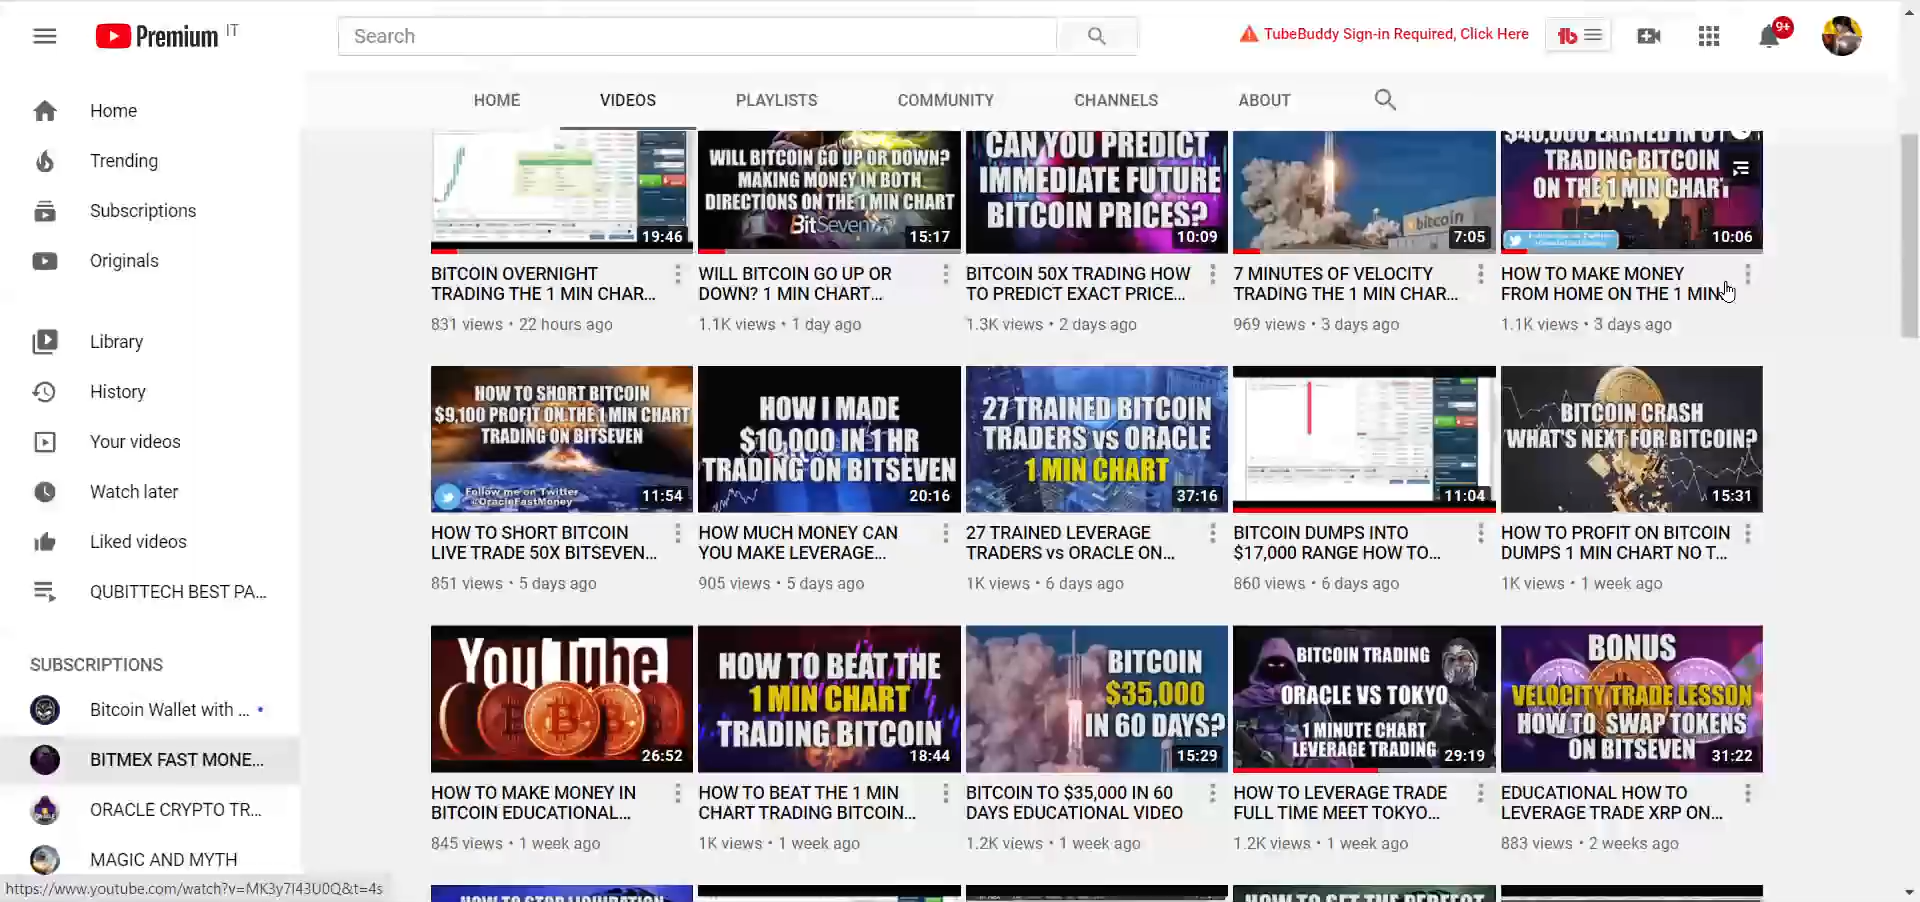 Premium IT
Search
TubeBuddy Sign-in Required, Click Here
9+
HOME
VIDEOS
PLAYLISTS
COMMUNITY
CHANNELS
ABOUT
Home
Trending
Subscriptions
Originals
Library
History
Your videos
Watch later
Liked videos
QUBITTECH BEST PA...
SUBSCRIPTIONS
Bitcoin Wallet with ...
BITMEX FAST MONE...
ORACLE CRYPTO TR...
MAGIC AND MYTH
19:46
BITCOIN OVERNIGHT
TRADING THE 1 MIN CHAR...
831 views • 22 hours ago
WILL BITCOIN GO UP OR DOWN?
MAKING MONEY IN BOTH
DIRECTIONS ON THE 1 MIN CHART
BitSeven
15:17
WILL BITCOIN GO UP OR
DOWN? 1 MIN CHART...
1.1K views • 1 day ago
CAN YOU PREDICT
IMMEDIATE FUTURE
BITCOIN PRICES?
10:09
BITCOIN 50X TRADING HOW
TO PREDICT EXACT PRICE...
1.3K views • 2 days ago
bitcoin
7:05
7 MINUTES OF VELOCITY
TRADING THE 1 MIN CHAR...
969 views • 3 days ago
$40,000 EARNED IN
TRADING BITCOIN
ON THE 1 MIN CHART
10:06
HOW TO MAKE MONEY
FROM HOME ON THE 1 MIN
1.1K views • 3 days ago
HOW TO SHORT BITCOIN
$9,100 PROFIT ON THE 1 MIN CHART
TRADING ON BITSEVEN
Follow me on Twitter
@OracleFastMoney
11:54
HOW TO SHORT BITCOIN
LIVE TRADE 50X BITSEVEN...
851 views • 5 days ago
HOW I MADE
$10,000 IN 1 HR
TRADING ON BITSEVEN
20:16
HOW MUCH MONEY CAN
YOU MAKE LEVERAGE...
905 views • 5 days ago
27 TRAINED BITCOIN
TRADERS vs ORACLE
1 MIN CHART
37:16
27 TRAINED LEVERAGE
TRADERS vs ORACLE ON...
1K views • 6 days ago
11:04
BITCOIN DUMPS INTO
$17,000 RANGE HOW TO...
860 views • 6 days ago
BITCOIN CRASH
WHAT'S NEXT FOR BITCOIN?
15:31
HOW TO PROFIT ON BITCOIN
DUMPS 1 MIN CHART NO T...
1K views • 1 week ago
YouTube
26:52
HOW TO MAKE MONEY IN
BITCOIN EDUCATIONAL...
845 views • 1 week ago
HOW TO BEAT THE
1 MIN CHART
TRADING BITCOIN
18:44
HOW TO BEAT THE 1 MIN
CHART TRADING BITCOIN...
1K views • 1 week ago
BITCOIN
$35,000
IN 60 DAYS?
15:29
BITCOIN TO $35,000 IN 60
DAYS EDUCATIONAL VIDEO
1.2K views • 1 week ago
BITCOIN TRADING
ORACLE VS TOKYO
1 MINUTE CHART
LEVERAGE TRADING
29:19
HOW TO LEVERAGE TRADE
FULL TIME MEET TOKYO...
1.2K views • 1 week ago
BONUS
VELOCITY TRADE LESSON
HOW TO SWAP TOKENS
ON BITSEVEN
31:22
EDUCATIONAL HOW TO
LEVERAGE TRADE XRP ON...
883 views • 2 weeks ago
HOW TO STOP LIQUIDATION
HOW TO SET THE PERFECT
https://www.youtube.com/watch?v=MK3y7I43U0Q&t=4s